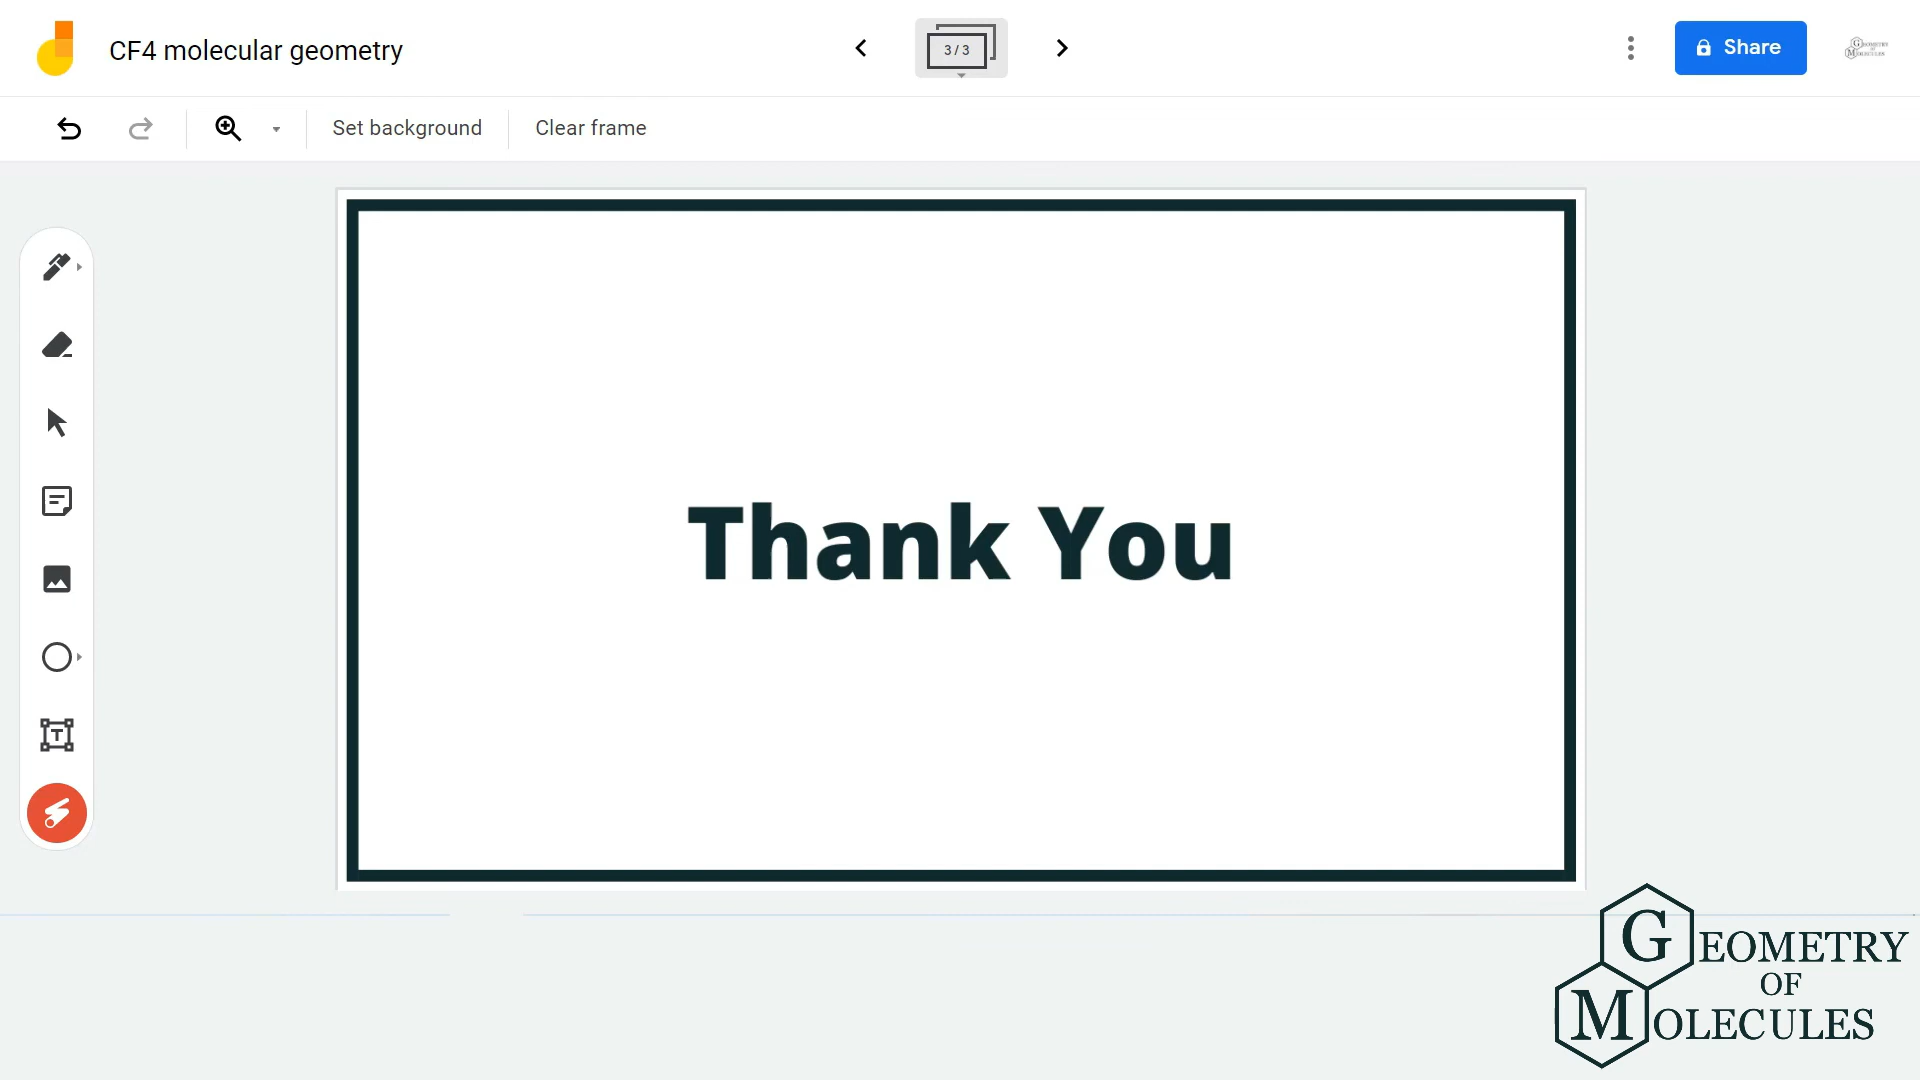 CF4 molecular geometry
3 / 3
Share
Set background
Clear frame
Thank You
GEOMETRY
OF
MOLECULES